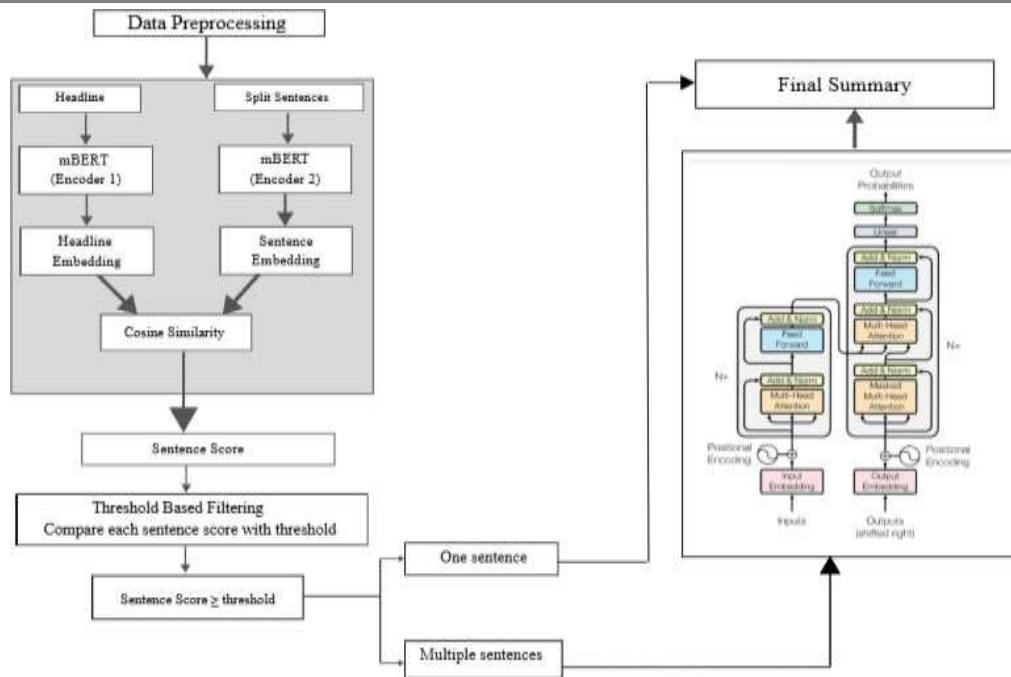 Data Preprocessing
Headline
Split Sentences
mBERT
(Encoder 1)
mBERT
(Encoder 2)
Headline
Embedding
Sentence
Embedding
Cosine Similarity
Sentence Score
Threshold Based Filtering
Compare each sentence score with threshold
Sentence Score ≥ threshold
One sentence
Multiple sentences
Final Summary
Output
Probabilities
Softmax
Linear
Add & Norm
Feed
Forward
Add & Norm
Multi-Head
Attention
Add & Norm
Masked
Multi-Head
Attention
N×
Add & Norm
Feed
Forward
Add & Norm
Multi-Head
Attention
N×
Positional
Encoding
Positional
Encoding
Input
Embedding
Output
Embedding
Inputs
Outputs
(shifted right)